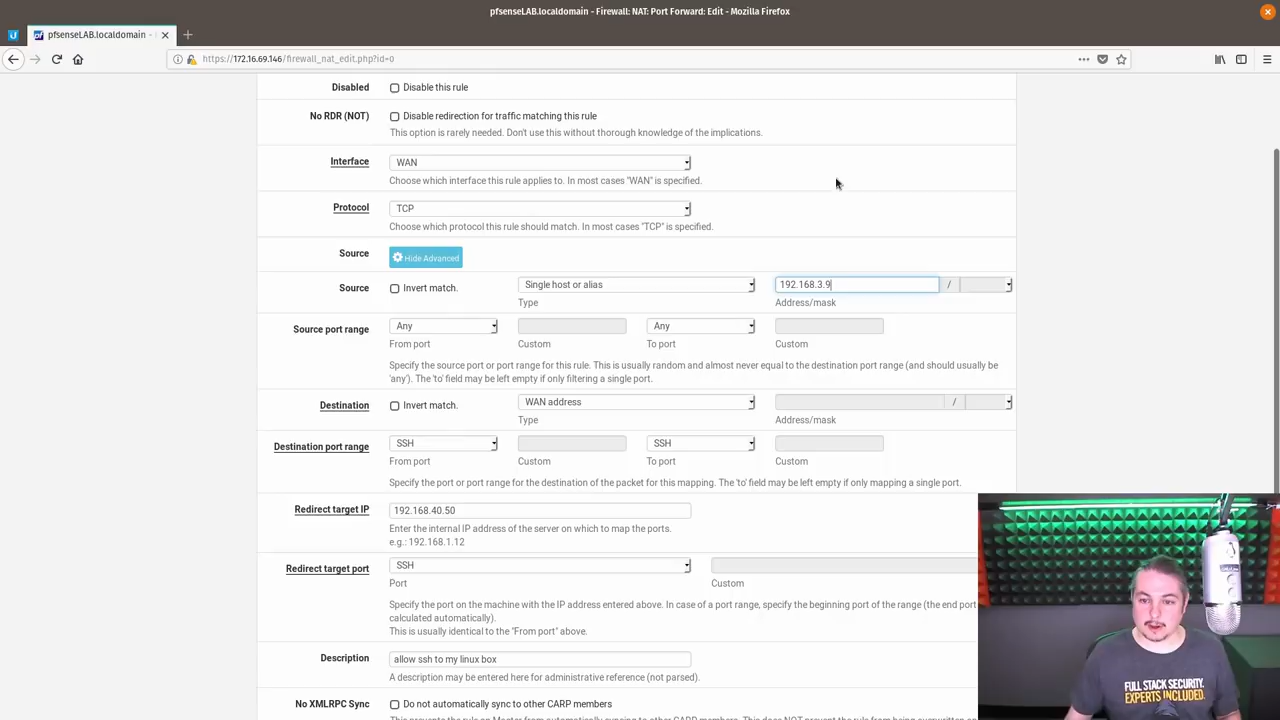 pfsenseLAB.localdomain - Firewall: NAT: Port Forward: Edit - Mozilla Firefox
pfsenseLAB.localdomain -
https://172.16.69.146/firewall_nat_edit.php?id=0
Disabled
Disable this rule
No RDR (NOT)
Disable redirection for traffic matching this rule
This option is rarely needed. Don't use this without thorough knowledge of the implications.
Interface
WAN
Choose which interface this rule applies to. In most cases "WAN" is specified.
Protocol
TCP
Choose which protocol this rule should match. In most cases "TCP" is specified.
Source
Hide Advanced
Source
Invert match.
Single host or alias
192.168.3.9
/
Type
Address/mask
Source port range
Any
Any
From port
Custom
To port
Custom
Specify the source port or port range for this rule. This is usually random and almost never equal to the destination port range (and should usually be
'any'). The 'to' field may be left empty if only filtering a single port.
Destination
Invert match.
WAN address
/
Type
Address/mask
Destination port range
SSH
SSH
From port
Custom
To port
Custom
Specify the port or port range for the destination of the packet for this mapping. The 'to' field may be left empty if only mapping a single port.
Redirect target IP
192.168.40.50
Enter the internal IP address of the server on which to map the ports.
e.g.: 192.168.1.12
Redirect target port
SSH
Port
Custom
Specify the port on the machine with the IP address entered above. In case of a port range, specify the beginning port of the range (the end port
calculated automatically).
This is usually identical to the "From port" above.
Description
allow ssh to my linux box
A description may be entered here for administrative reference (not parsed).
No XMLRPC Sync
Do not automatically sync to other CARP members
FULL STACK SECURITY.
EXPERTS INCLUDED.